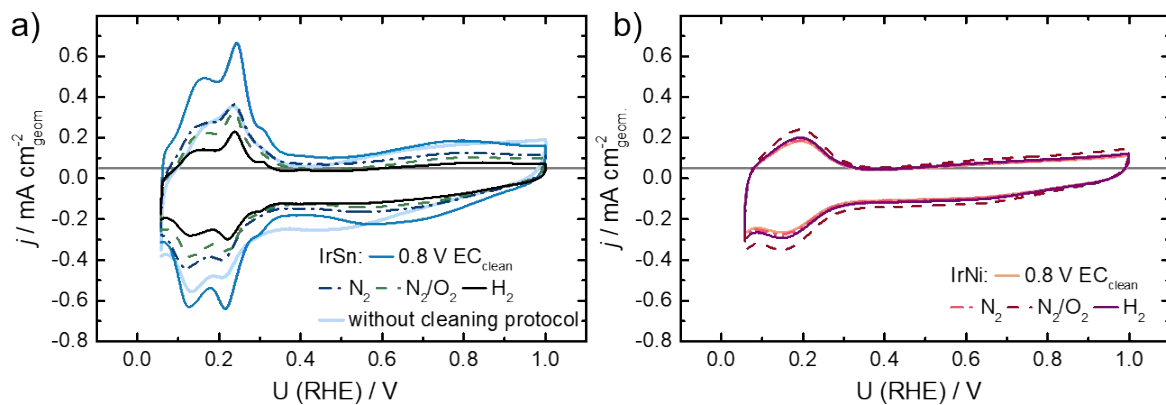 a)
j / mA cm⁻²geom
0.6
0.4
0.2
0.0
-0.2
-0.4
-0.6
-0.8
0.0 0.2 0.4 0.6 0.8 1.0
U (RHE) / V
IrSn: 0.8 V ECclean
N₂ N₂/O₂ H₂
without cleaning protocol
b)
j / mA cm⁻²geom.
0.6
0.4
0.2
0.0
-0.2
-0.4
-0.6
-0.8
0.0 0.2 0.4 0.6 0.8 1.0
U (RHE) / V
IrNi: 0.8 V ECclean
N₂ N₂/O₂ H₂